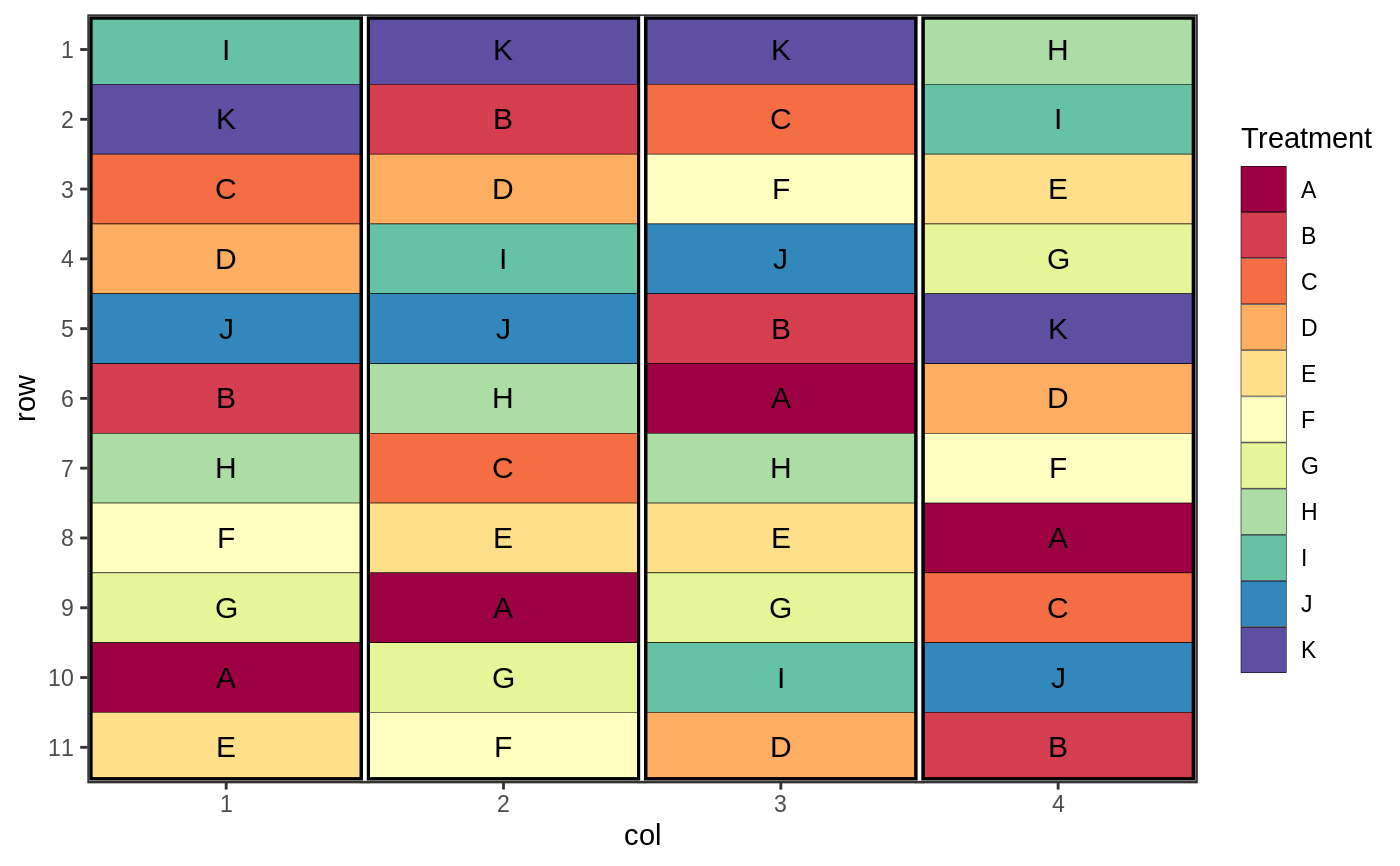 1 I K K H
2 K B C I
Treatment
3 C D F E
A
B
4 D I J G
C
5 J J B K
D
E
row
6 B H A D
F
7 H C H F
G
H
8 F E E A
I
9 G A G C
J
10 A G I J
K
11 E F D B
1 2 3 4
col